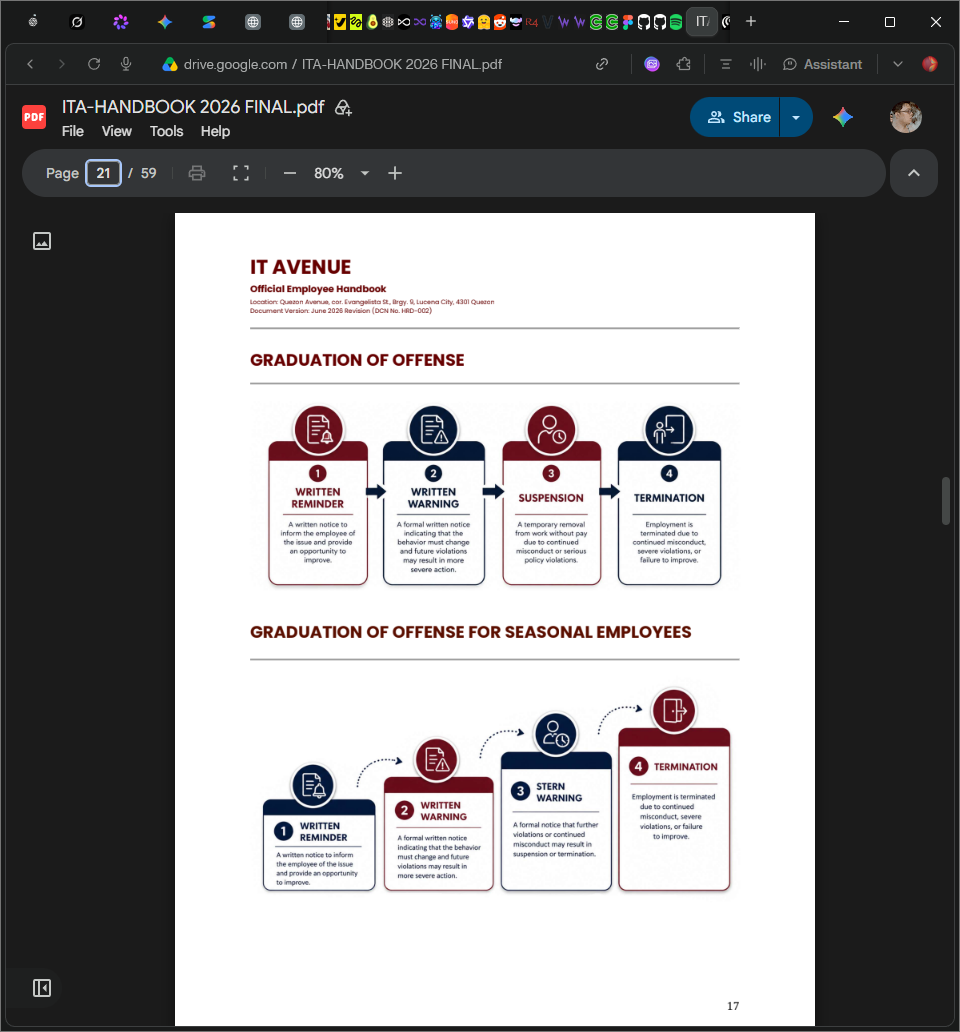 IT/
drive.google.com / ITA-HANDBOOK 2026 FINAL.pdf
Assistant
PDF
ITA-HANDBOOK 2026 FINAL.pdf
File View Tools Help
Share
Page 21 / 59
80%
IT AVENUE
Official Employee Handbook
Location: Quezon Avenue, cor. Evangelista St., Brgy. 9, Lucena City, 4301 Quezon
Document Version: June 2026 Revision (DCN No. HRD-002)
GRADUATION OF OFFENSE
1
WRITTEN
REMINDER
A written notice to
inform the employee of
the issue and provide
an opportunity to
improve.
2
WRITTEN
WARNING
A formal written notice
indicating that the
behavior must change
and future violations
may result in more
severe action.
3
SUSPENSION
A temporary removal
from work without pay
due to continued
misconduct or serious
policy violations.
4
TERMINATION
Employment is
terminated due to
continued misconduct,
severe violations, or
failure to improve.
GRADUATION OF OFFENSE FOR SEASONAL EMPLOYEES
1 WRITTEN
REMINDER
A written notice to inform
the employee of the issue
and provide an opportunity
to improve.
2 WRITTEN
WARNING
A formal written notice
indicating that the behavior
must change and future
violations may result in
more severe action.
3 STERN
WARNING
A formal notice that further
violations or continued
misconduct may result in
suspension or termination.
4 TERMINATION
Employment is terminated
due to continued
misconduct, severe
violations, or failure
to improve.
17